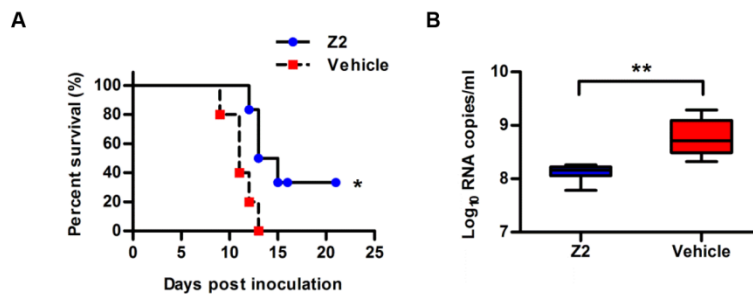 A
Z2
Vehicle
Percent survival (%)
100
80
60
40
20
0
0 5 10 15 20 25
Days post inoculation
*
B
**
Log10 RNA copies/ml
10
9
8
7
Z2 Vehicle